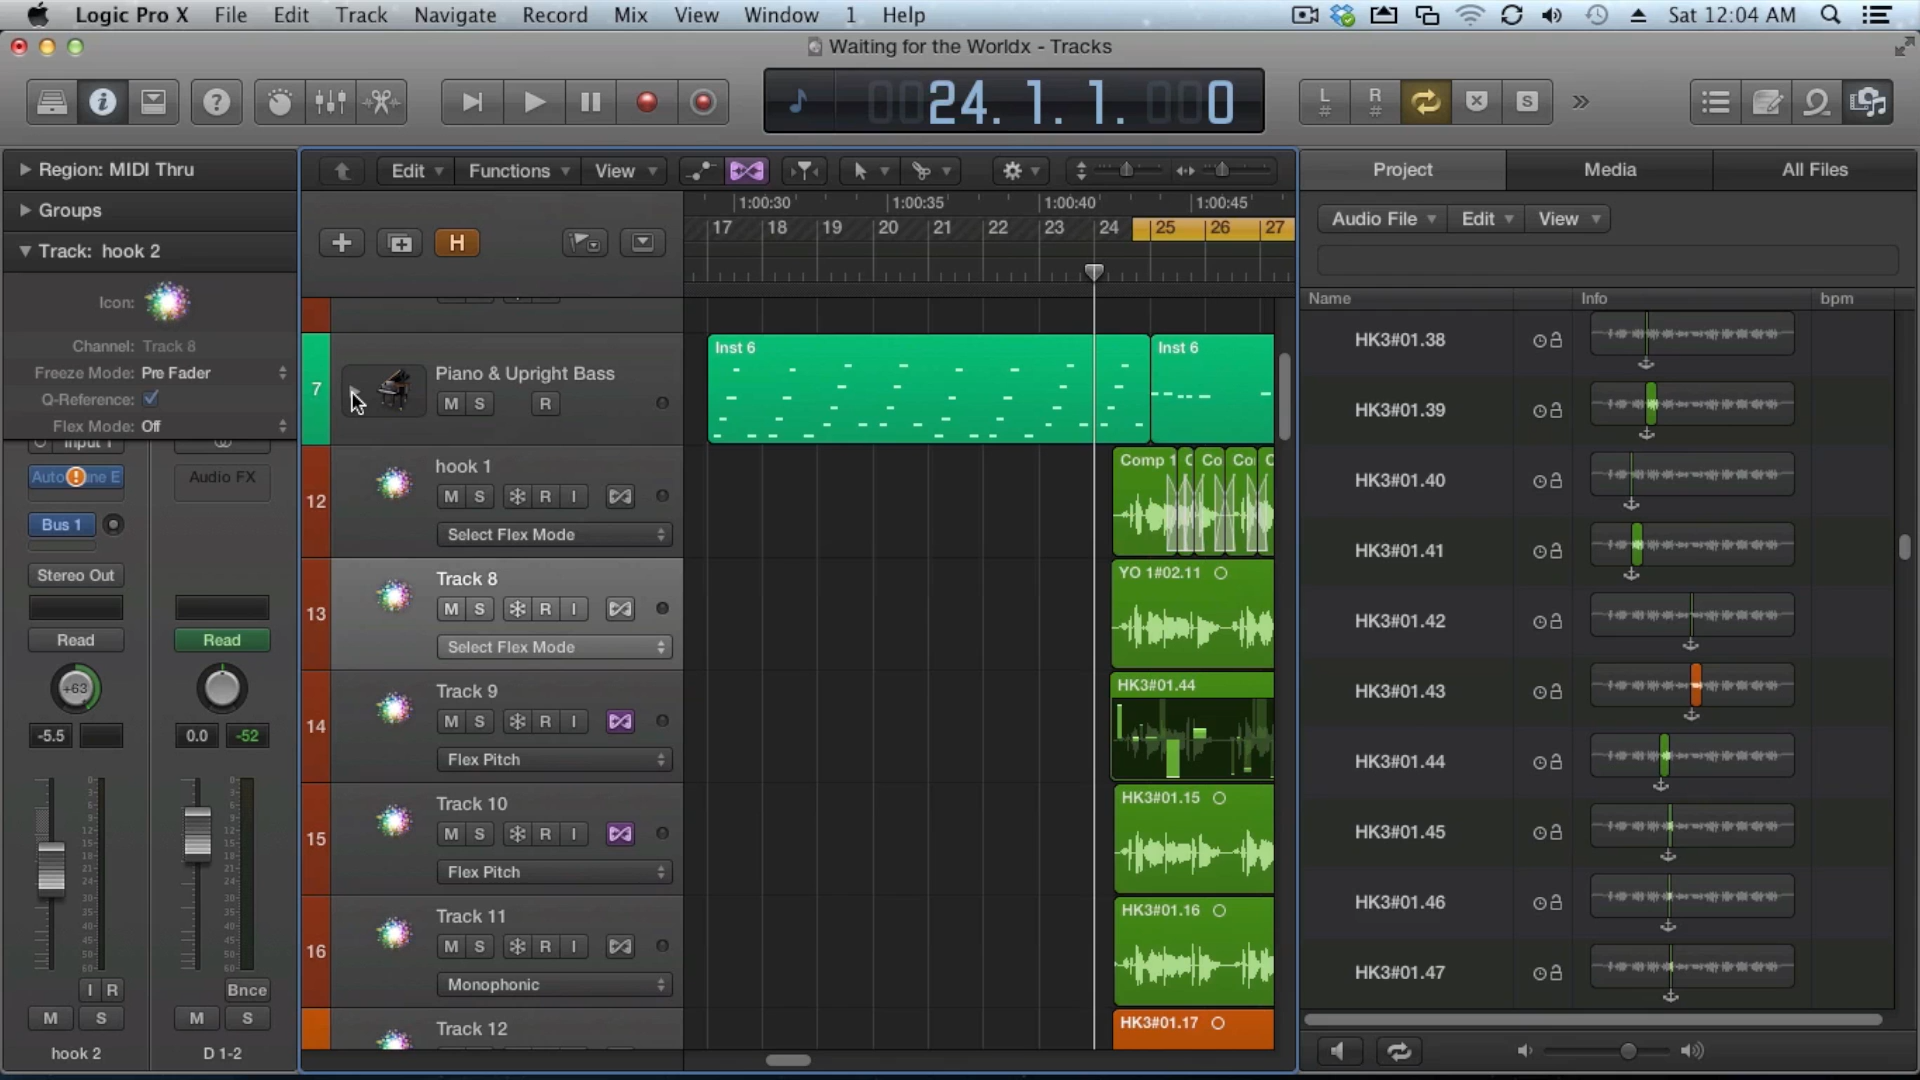 Logic Pro X File Edit Track Navigate Record Mix View Window 1 Help Sat 12:04 AM
Waiting for the Worldx - Tracks
24. 1. 1. 0
L R S
Region: MIDI Thru
Groups
Track: hook 2
Icon:
Channel: Track 8
Freeze Mode: Pre Fader
Q-Reference:
Flex Mode: Off
Input 1
Audio FX
Bus 1
Stereo Out
Read Read
+63
-5.5 0.0 -52
I R Bnce
M S M S
hook 2 D 1-2
Edit Functions View
H
1:00:30 1:00:35 1:00:40 1:00:45
17 18 19 20 21 22 23 24 25 26 27
7 Piano & Upright Bass
M S R
Inst 6 Inst 6
12 hook 1
M S R I
Select Flex Mode
Comp 1 C Co Co C
13 Track 8
M S R I
Select Flex Mode
YO 1#02.11
14 Track 9
M S R I
Flex Pitch
HK3#01.44
15 Track 10
M S R I
Flex Pitch
HK3#01.15
16 Track 11
M S R I
Monophonic
HK3#01.16
Track 12
HK3#01.17
Project Media All Files
Audio File Edit View
Name Info bpm
HK3#01.38
HK3#01.39
HK3#01.40
HK3#01.41
HK3#01.42
HK3#01.43
HK3#01.44
HK3#01.45
HK3#01.46
HK3#01.47